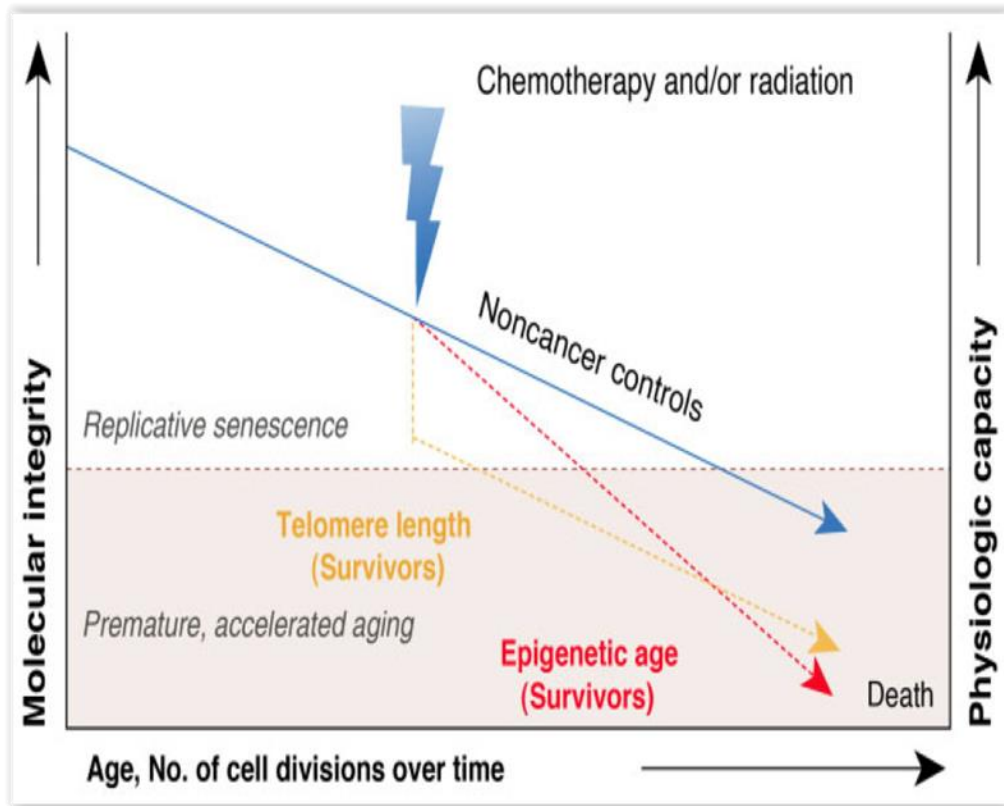 Chemotherapy and/or radiation
Noncancer controls
Molecular integrity
Physiologic capacity
Replicative senescence
Telomere length
(Survivors)
Premature, accelerated aging
Epigenetic age
(Survivors)
Death
Age, No. of cell divisions over time